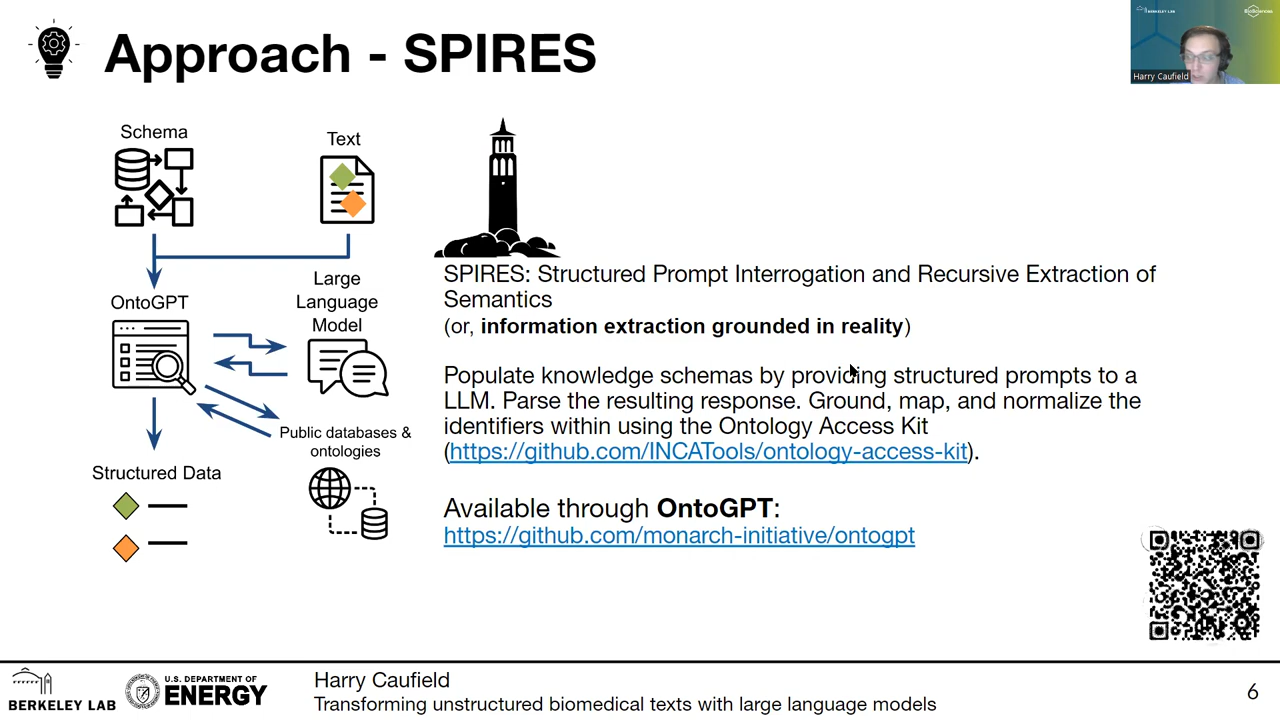 Approach - SPIRES
BERKELEY LAB
BioSciences
Harry Caufield
Schema
Text
OntoGPT
Large
Language
Model
Public databases &
ontologies
Structured Data
SPIRES: Structured Prompt Interrogation and Recursive Extraction of
Semantics
(or, information extraction grounded in reality)
Populate knowledge schemas by providing structured prompts to a
LLM. Parse the resulting response. Ground, map, and normalize the
identifiers within using the Ontology Access Kit
(https://github.com/INCATools/ontology-access-kit).
Available through OntoGPT:
https://github.com/monarch-initiative/ontogpt
BERKELEY LAB
U.S. DEPARTMENT OF
ENERGY
Harry Caufield
Transforming unstructured biomedical texts with large language models
6